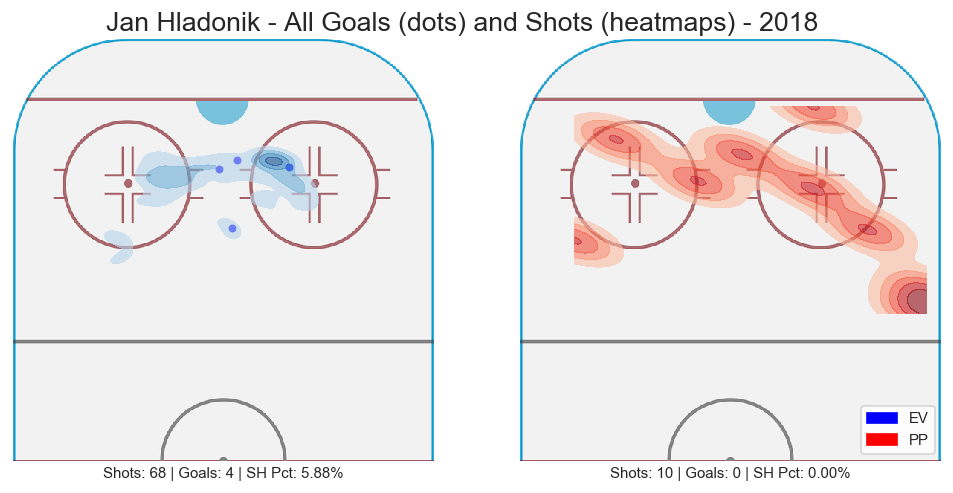 Jan Hladonik - All Goals (dots) and Shots (heatmaps) - 2018
EV
PP
Shots: 68 | Goals: 4 | SH Pct: 5.88%
Shots: 10 | Goals: 0 | SH Pct: 0.00%